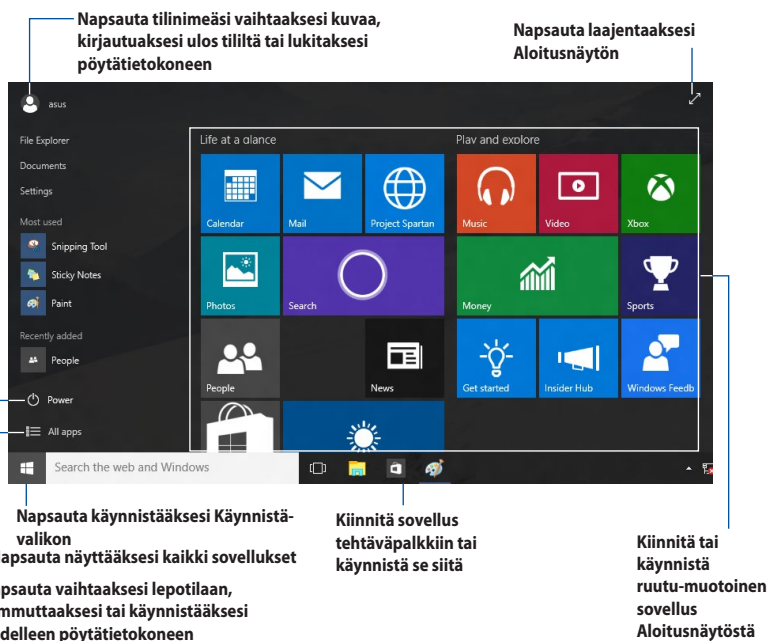 Napsauta tilinimeäsi vaihtaaksesi kuvaa,
kirjautuaksesi ulos tililtä tai lukitaksesi
pöytätietokoneen
Napsauta laajentaaksesi
Aloitusnäytön
asus
File Explorer
Documents
Settings
Most used
Snipping Tool
Sticky Notes
Paint
Recently added
People
Power
All apps
Search the web and Windows
Life at a glance
Calendar
Mail
Project Spartan
Photos
Search
People
News
Play and explore
Music
Video
Xbox
Money
Sports
Get started
Insider Hub
Windows Feedb
Napsauta käynnistääksesi Käynnistä-
valikon
apsauta näyttääksesi kaikki sovellukset
psauta vaihtaaksesi lepotilaan,
mmuttaaksesi tai käynnistääksesi
delleen pöytätietokoneen
Kiinnitä sovellus
tehtäväpalkkiin tai
käynnistä se siitä
Kiinnitä tai
käynnistä
ruutu-muotoinen
sovellus
Aloitusnäytöstä